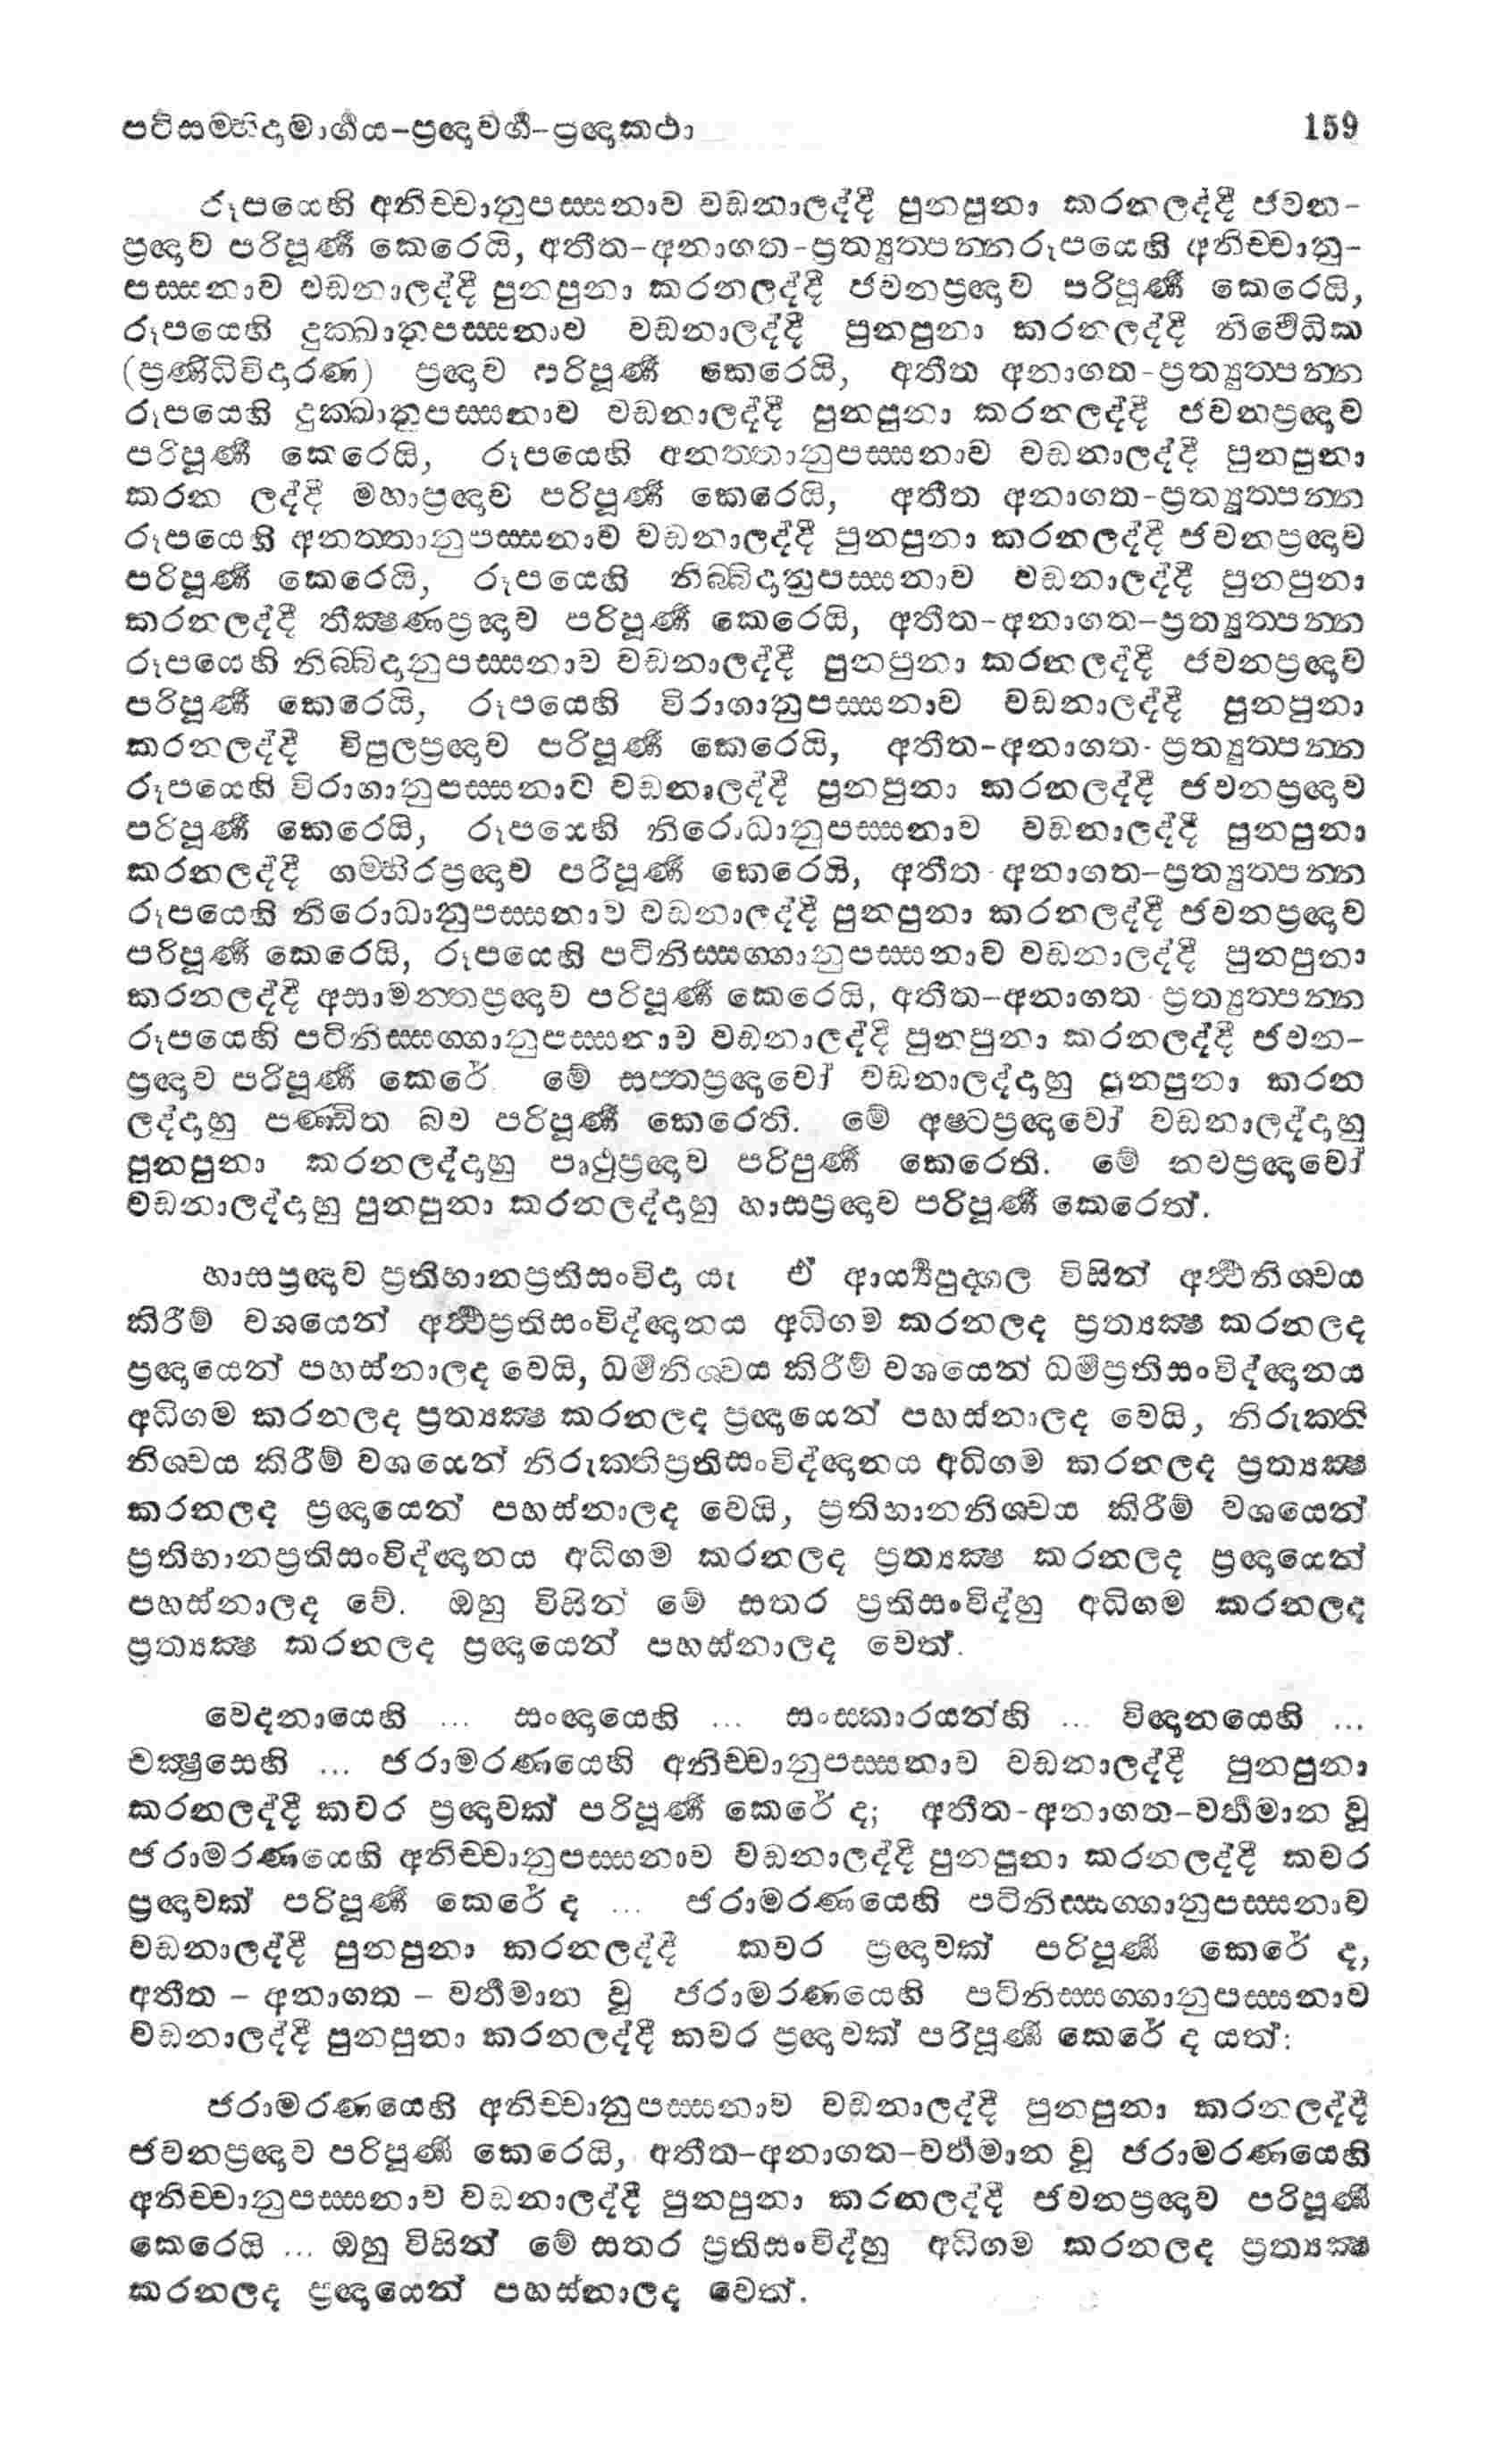 පටිසම්භිදාමාර්ගය-ප්‍රඥාවර්ග-ප්‍රඥාකථා 159
රූපයෙහි අනිච්චානුපස්සනාව වඩනාලද්දී පුනපුනා කරනලද්දී ජවන-
ප්‍රඥාව පරිපූර්ණ කෙරෙයි, අතීත-අනාගත-ප්‍රත්‍යුත්පන්නරූපයෙහි අනිච්චානු-
පස්සනාව වඩනාලද්දී පුනපුනා කරනලද්දී ජවනප්‍රඥාව පරිපූර්ණ කෙරෙයි,
රූපයෙහි දුක්ඛානුපස්සනාව වඩනාලද්දී පුනපුනා කරනලද්දී නිර්වේධික
(ප්‍රණිධිවිදාරණ) ප්‍රඥාව පරිපූර්ණ කෙරෙයි, අතීත අනාගත-ප්‍රත්‍යුත්පන්න
රූපයෙහි දුක්ඛානුපස්සනාව වඩනාලද්දී පුනපුනා කරනලද්දී ජවනප්‍රඥාව
පරිපූර්ණ කෙරෙයි, රූපයෙහි අනත්තානුපස්සනාව වඩනාලද්දී පුනපුනා
කරන ලද්දී මහාප්‍රඥාව පරිපූර්ණ කෙරෙයි, අතීත අනාගත-ප්‍රත්‍යුත්පන්න
රූපයෙහි අනත්තානුපස්සනාව වඩනාලද්දී පුනපුනා කරනලද්දී ජවනප්‍රඥාව
පරිපූර්ණ කෙරෙයි, රූපයෙහි නිබ්බිදානුපස්සනාව වඩනාලද්දී පුනපුනා
කරනලද්දී තීක්ෂණප්‍රඥාව පරිපූර්ණ කෙරෙයි, අතීත-අනාගත-ප්‍රත්‍යුත්පන්න
රූපයෙහි නිබ්බිදානුපස්සනාව වඩනාලද්දී පුනපුනා කරනලද්දී ජවනප්‍රඥාව
පරිපූර්ණ කෙරෙයි, රූපයෙහි විරාගානුපස්සනාව වඩනාලද්දී පුනපුනා
කරනලද්දී විපුලප්‍රඥාව පරිපූර්ණ කෙරෙයි, අතීත-අනාගත-ප්‍රත්‍යුත්පන්න
රූපයෙහි විරාගානුපස්සනාව වඩනාලද්දී පුනපුනා කරනලද්දී ජවනප්‍රඥාව
පරිපූර්ණ කෙරෙයි, රූපයෙහි නිරොධානුපස්සනාව වඩනාලද්දී පුනපුනා
කරනලද්දී ගම්භීරප්‍රඥාව පරිපූර්ණ කෙරෙයි, අතීත-අනාගත-ප්‍රත්‍යුත්පන්න
රූපයෙහි නිරොධානුපස්සනාව වඩනාලද්දී පුනපුනා කරනලද්දී ජවනප්‍රඥාව
පරිපූර්ණ කෙරෙයි, රූපයෙහි පටිනිස්සග්ගානුපස්සනාව වඩනාලද්දී පුනපුනා
කරනලද්දී අසාමන්තප්‍රඥාව පරිපූර්ණ කෙරෙයි, අතීත-අනාගත-ප්‍රත්‍යුත්පන්න
රූපයෙහි පටිනිස්සග්ගානුපස්සනාව වඩනාලද්දී පුනපුනා කරනලද්දී ජවන-
ප්‍රඥාව පරිපූර්ණ කෙරේ. මේ සප්තප්‍රඥාවෝ වඩනාලද්දාහු පුනපුනා කරන
ලද්දාහු පණ්ඩිත බව පරිපූර්ණ කෙරෙති. මේ අෂ්ටප්‍රඥාවෝ වඩනාලද්දාහු
පුනපුනා කරනලද්දාහු පෘථුප්‍රඥාව පරිපූර්ණ කෙරෙති. මේ නවප්‍රඥාවෝ
වඩනාලද්දාහු පුනපුනා කරනලද්දාහු හාසප්‍රඥාව පරිපූර්ණ කෙරෙත්.
හාසප්‍රඥාව ප්‍රතිභානප්‍රතිසංවිදා යැ ඒ ආර්ය්‍යපුද්ගල විසින් අර්ථනිශ්චය
කිරීම් වශයෙන් අර්ථප්‍රතිසංවිද්ඥානය අධිගම කරනලද ප්‍රත්‍යක්ෂ කරනලද
ප්‍රඥායෙන් පහස්නාලද වෙයි, ධර්මනිශ්චය කිරීම් වශයෙන් ධර්මප්‍රතිසංවිද්ඥානය
අධිගම කරනලද ප්‍රත්‍යක්ෂ කරනලද ප්‍රඥායෙන් පහස්නාලද වෙයි, නිරුක්ති
නිශ්චය කිරීම් වශයෙන් නිරුක්තිප්‍රතිසංවිද්ඥානය අධිගම කරනලද ප්‍රත්‍යක්ෂ
කරනලද ප්‍රඥායෙන් පහස්නාලද වෙයි, ප්‍රතිභානනිශ්චය කිරීම් වශයෙන්
ප්‍රතිභානප්‍රතිසංවිද්ඥානය අධිගම කරනලද ප්‍රත්‍යක්ෂ කරනලද ප්‍රඥායෙන්
පහස්නාලද වේ. ඔහු විසින් මේ සතර ප්‍රතිසංවිද්හු අධිගම කරනලද
ප්‍රත්‍යක්ෂ කරනලද ප්‍රඥායෙන් පහස්නාලද වෙත්.
වෙදනායෙහි ... සංඥායෙහි ... සංස්කාරයන්හි ... විඥානයෙහි ...
චක්ෂුසෙහි ... ජරාමරණයෙහි අනිච්චානුපස්සනාව වඩනාලද්දී පුනපුනා
කරනලද්දී කවර ප්‍රඥාවක් පරිපූර්ණ කෙරේ ද; අතීත-අනාගත-වර්තමාන වූ
ජරාමරණයෙහි අනිච්චානුපස්සනාව වඩනාලද්දී පුනපුනා කරනලද්දී කවර
ප්‍රඥාවක් පරිපූර්ණ කෙරේ ද ... ජරාමරණයෙහි පටිනිස්සග්ගානුපස්සනාව
වඩනාලද්දී පුනපුනා කරනලද්දී කවර ප්‍රඥාවක් පරිපූර්ණ කෙරේ ද,
අතීත - අනාගත - වර්තමාන වූ ජරාමරණයෙහි පටිනිස්සග්ගානුපස්සනාව
වඩනාලද්දී පුනපුනා කරනලද්දී කවර ප්‍රඥාවක් පරිපූර්ණ කෙරේ ද යත්:
ජරාමරණයෙහි අනිච්චානුපස්සනාව වඩනාලද්දී පුනපුනා කරනලද්දී
ජවනප්‍රඥාව පරිපූර්ණ කෙරෙයි, අතීත-අනාගත-වර්තමාන වූ ජරාමරණයෙහි
අනිච්චානුපස්සනාව වඩනාලද්දී පුනපුනා කරනලද්දී ජවනප්‍රඥාව පරිපූර්ණ
කෙරෙයි ... ඔහු විසින් මේ සතර ප්‍රතිසංවිද්හු අධිගම කරනලද ප්‍රත්‍යක්ෂ
කරනලද ප්‍රඥායෙන් පහස්නාලද වෙත්.